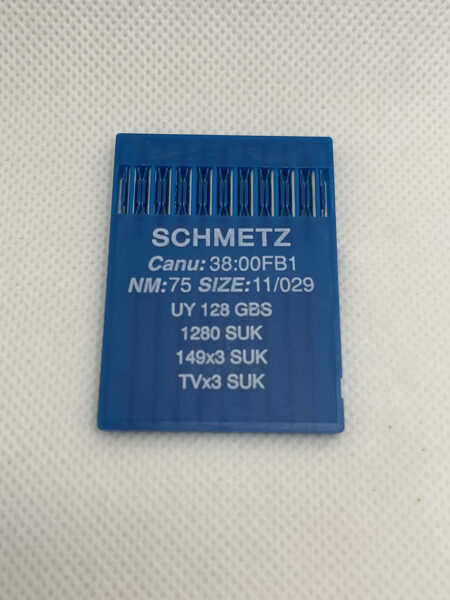 SCHMETZ
Canu: 38:00FB1
NM:75 SIZE:11/029
UY 128 GBS
1280 SUK
149x3 SUK
TVx3 SUK